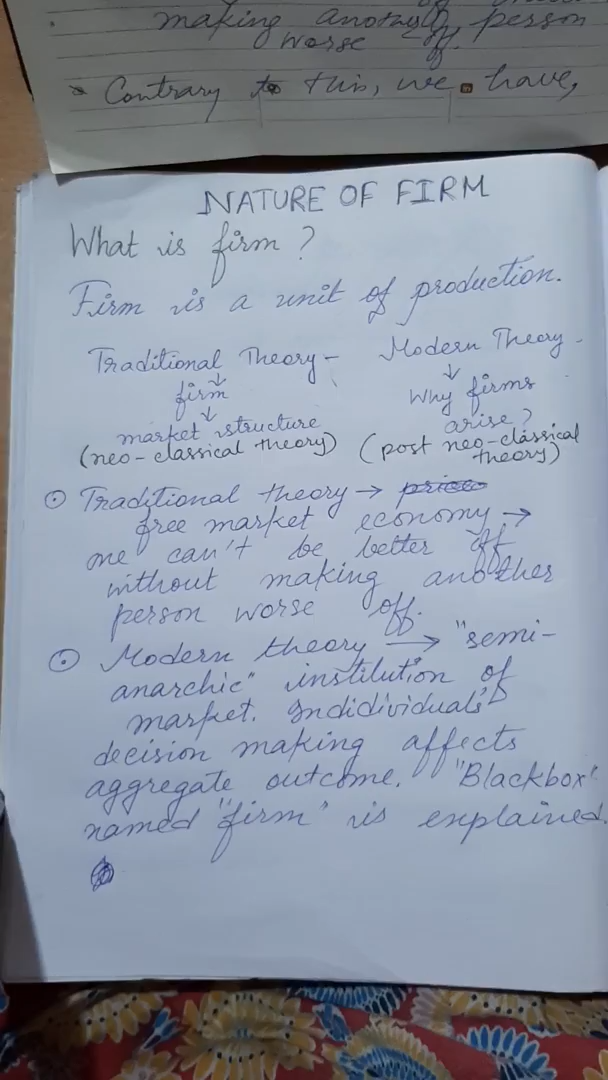 making another person
worse off.
Contrary to this, we have,
NATURE OF FIRM
What is firm ?
Firm is a unit of production.
Traditional Theory -
↓
firm
↓
market structure
(neo-classical theory)
Modern Theory -
↓
Why firms
arise ?
(post neo-classical
theory)
Traditional theory →
free market economy →
one can't be better off
without making another
person worse off.
Modern theory → "semi-
anarchic" institution of
market. Indidividuals'
decision making affects
aggregate outcome. "Blackbox"
named "firm" is explained.